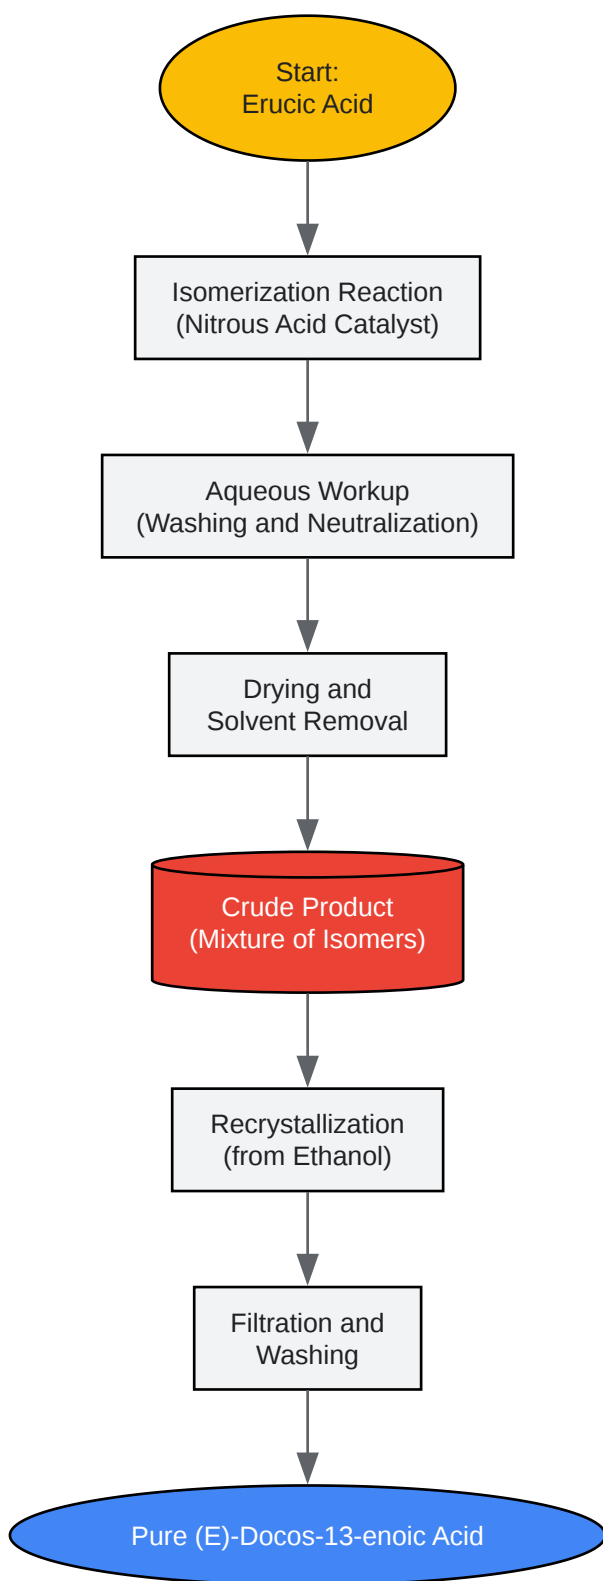 Start:
Erucic Acid
Isomerization Reaction
(Nitrous Acid Catalyst)
Aqueous Workup
(Washing and Neutralization)
Drying and
Solvent Removal
Crude Product
(Mixture of Isomers)
Recrystallization
(from Ethanol)
Filtration and
Washing
Pure (E)-Docos-13-enoic Acid